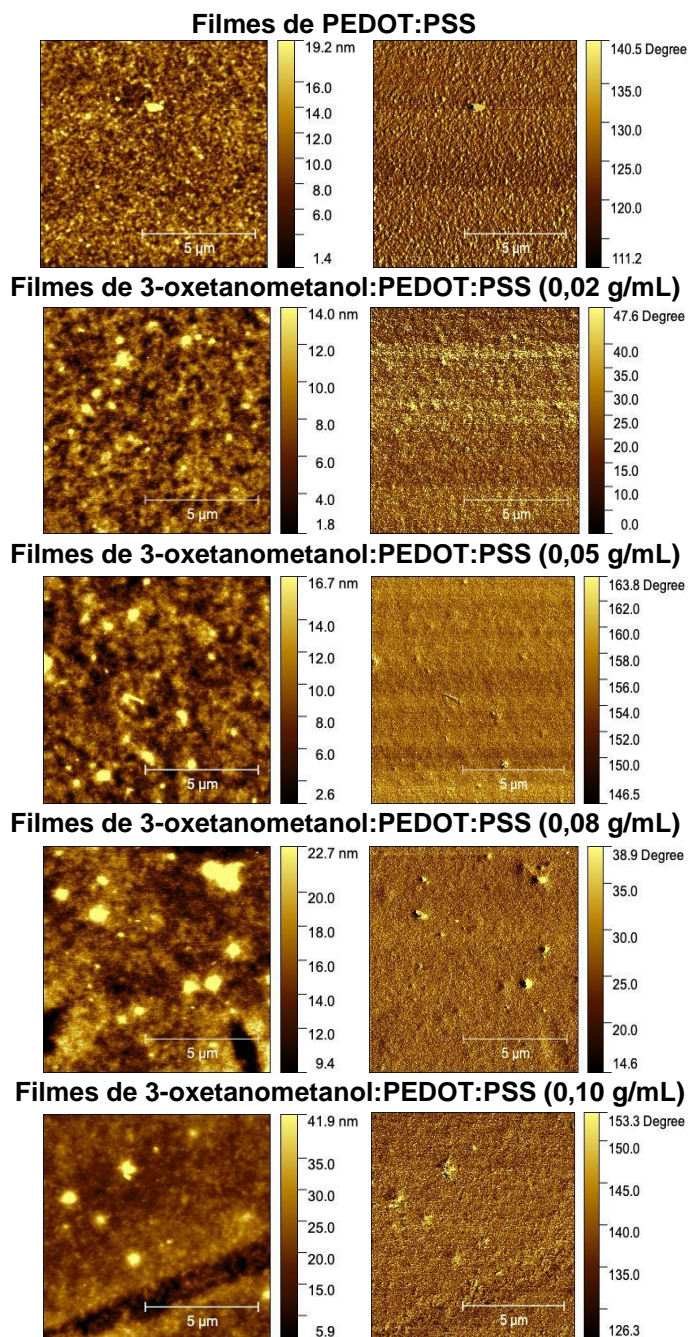 Filmes de PEDOT:PSS
19.2 nm
16.0
14.0
12.0
10.0
8.0
6.0
1.4
5 µm
140.5 Degree
135.0
130.0
125.0
120.0
111.2
5 µm
Filmes de 3-oxetanometanol:PEDOT:PSS (0,02 g/mL)
14.0 nm
12.0
10.0
8.0
6.0
4.0
1.8
5 µm
47.6 Degree
40.0
35.0
30.0
25.0
20.0
15.0
10.0
0.0
5 µm
Filmes de 3-oxetanometanol:PEDOT:PSS (0,05 g/mL)
16.7 nm
14.0
12.0
10.0
8.0
6.0
2.6
5 µm
163.8 Degree
162.0
160.0
158.0
156.0
154.0
152.0
150.0
146.5
5 µm
Filmes de 3-oxetanometanol:PEDOT:PSS (0,08 g/mL)
22.7 nm
20.0
18.0
16.0
14.0
12.0
9.4
5 µm
38.9 Degree
35.0
30.0
25.0
20.0
14.6
5 µm
Filmes de 3-oxetanometanol:PEDOT:PSS (0,10 g/mL)
41.9 nm
35.0
30.0
25.0
20.0
15.0
5.9
5 µm
153.3 Degree
150.0
145.0
140.0
135.0
126.3
5 µm